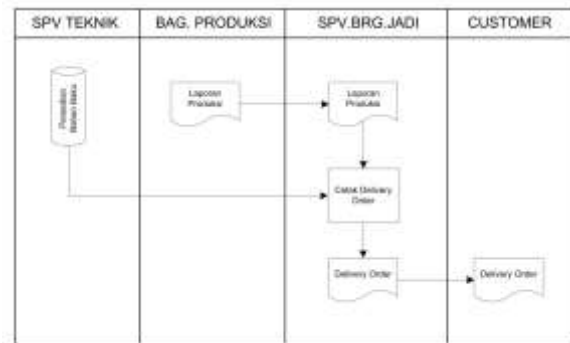 SPV TEKNIK
BAG. PRODUKSI
SPV.BRG.JADI
CUSTOMER
Persediaan
Bahan Baku
Laporan
Produksi
Laporan
Produksi
Cetak Delivery
Order
Delivery Order
Delivery Order